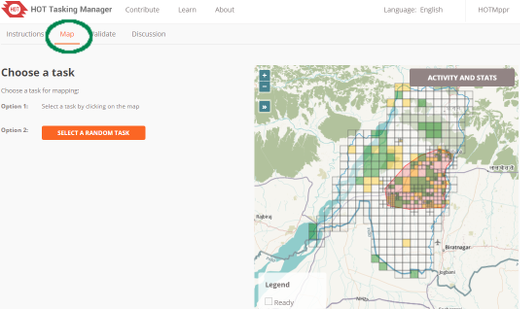 HOT HOT Tasking Manager Contribute Learn About Language: English HOTMppr
Instructions Map Validate Discussion
Choose a task
Choose a task for mapping:
Option 1: Select a task by clicking on the map
Option 2: SELECT A RANDOM TASK
+
−
»
ACTIVITY AND STATS
Rajbiraj
Biratnagar
Jogbani
Legend
Ready